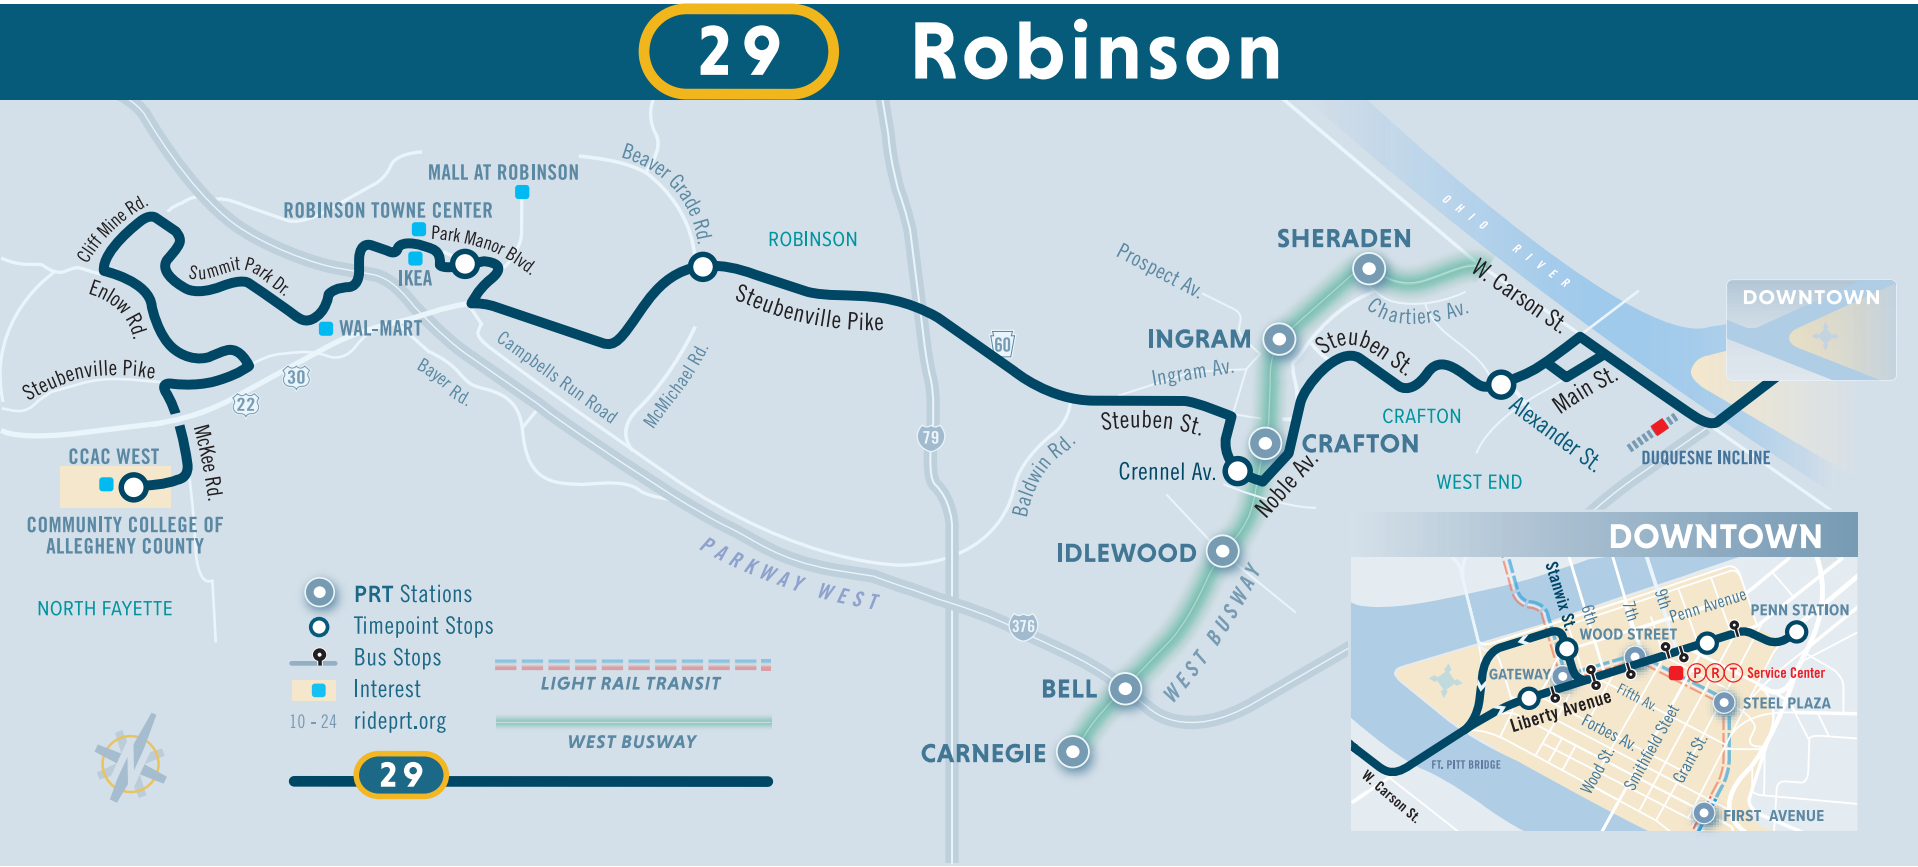 29 Robinson
Beaver Grade Rd.
MALL AT ROBINSON
ROBINSON TOWNE CENTER
Cliff Mine Rd.
Park Manor Blvd.
ROBINSON
Summit Park Dr.
IKEA
Enlow Rd.
WAL-MART
Steubenville Pike
Steubenville Pike
Campbells Run Road
Bayer Rd.
McMichael Rd.
30
22
60
79
McKee Rd.
CCAC WEST
COMMUNITY COLLEGE OF
ALLEGHENY COUNTY
NORTH FAYETTE
PARKWAY WEST
376
OHIO RIVER
SHERADEN
Prospect Av.
W. Carson St.
Chartiers Av.
INGRAM
Ingram Av.
Steuben St.
Steuben St.
CRAFTON
CRAFTON
Crennel Av.
Noble Av.
Baldwin Rd.
Main St.
Alexander St.
WEST END
DUQUESNE INCLINE
DOWNTOWN
IDLEWOOD
WEST BUSWAY
BELL
CARNEGIE
PRT Stations
Timepoint Stops
Bus Stops
Interest
10 - 24 rideprt.org
LIGHT RAIL TRANSIT
WEST BUSWAY
29
N
DOWNTOWN
Stanwix St.
6th
7th
9th
Penn Avenue
PENN STATION
WOOD STREET
GATEWAY
PRT Service Center
Liberty Avenue
Fifth Av.
STEEL PLAZA
Forbes Av.
Wood St.
Smithfield Steet
Grant St.
FT. PITT BRIDGE
W. Carson St.
FIRST AVENUE